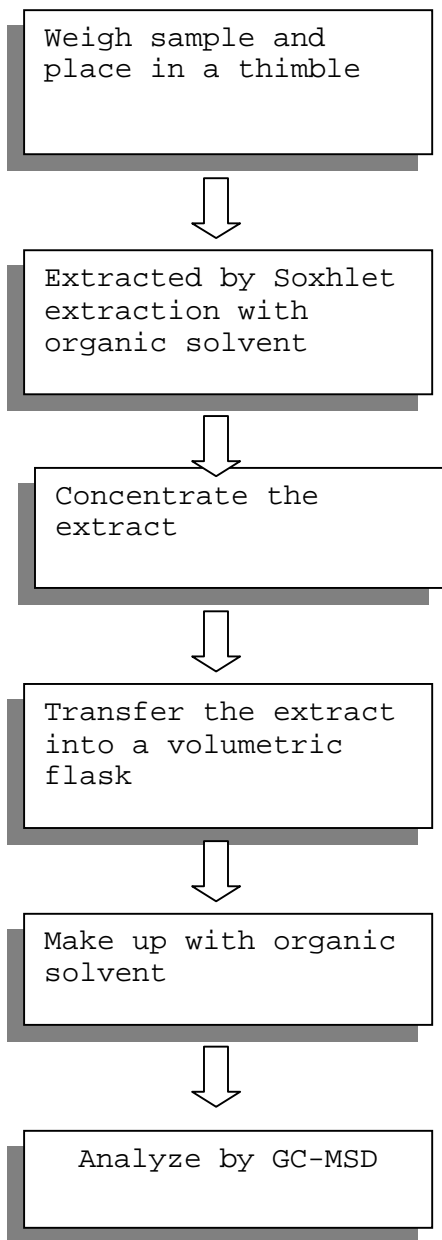 Weigh sample and
place in a thimble
Extracted by Soxhlet
extraction with
organic solvent
Concentrate the
extract
Transfer the extract
into a volumetric
flask
Make up with organic
solvent
Analyze by GC-MSD